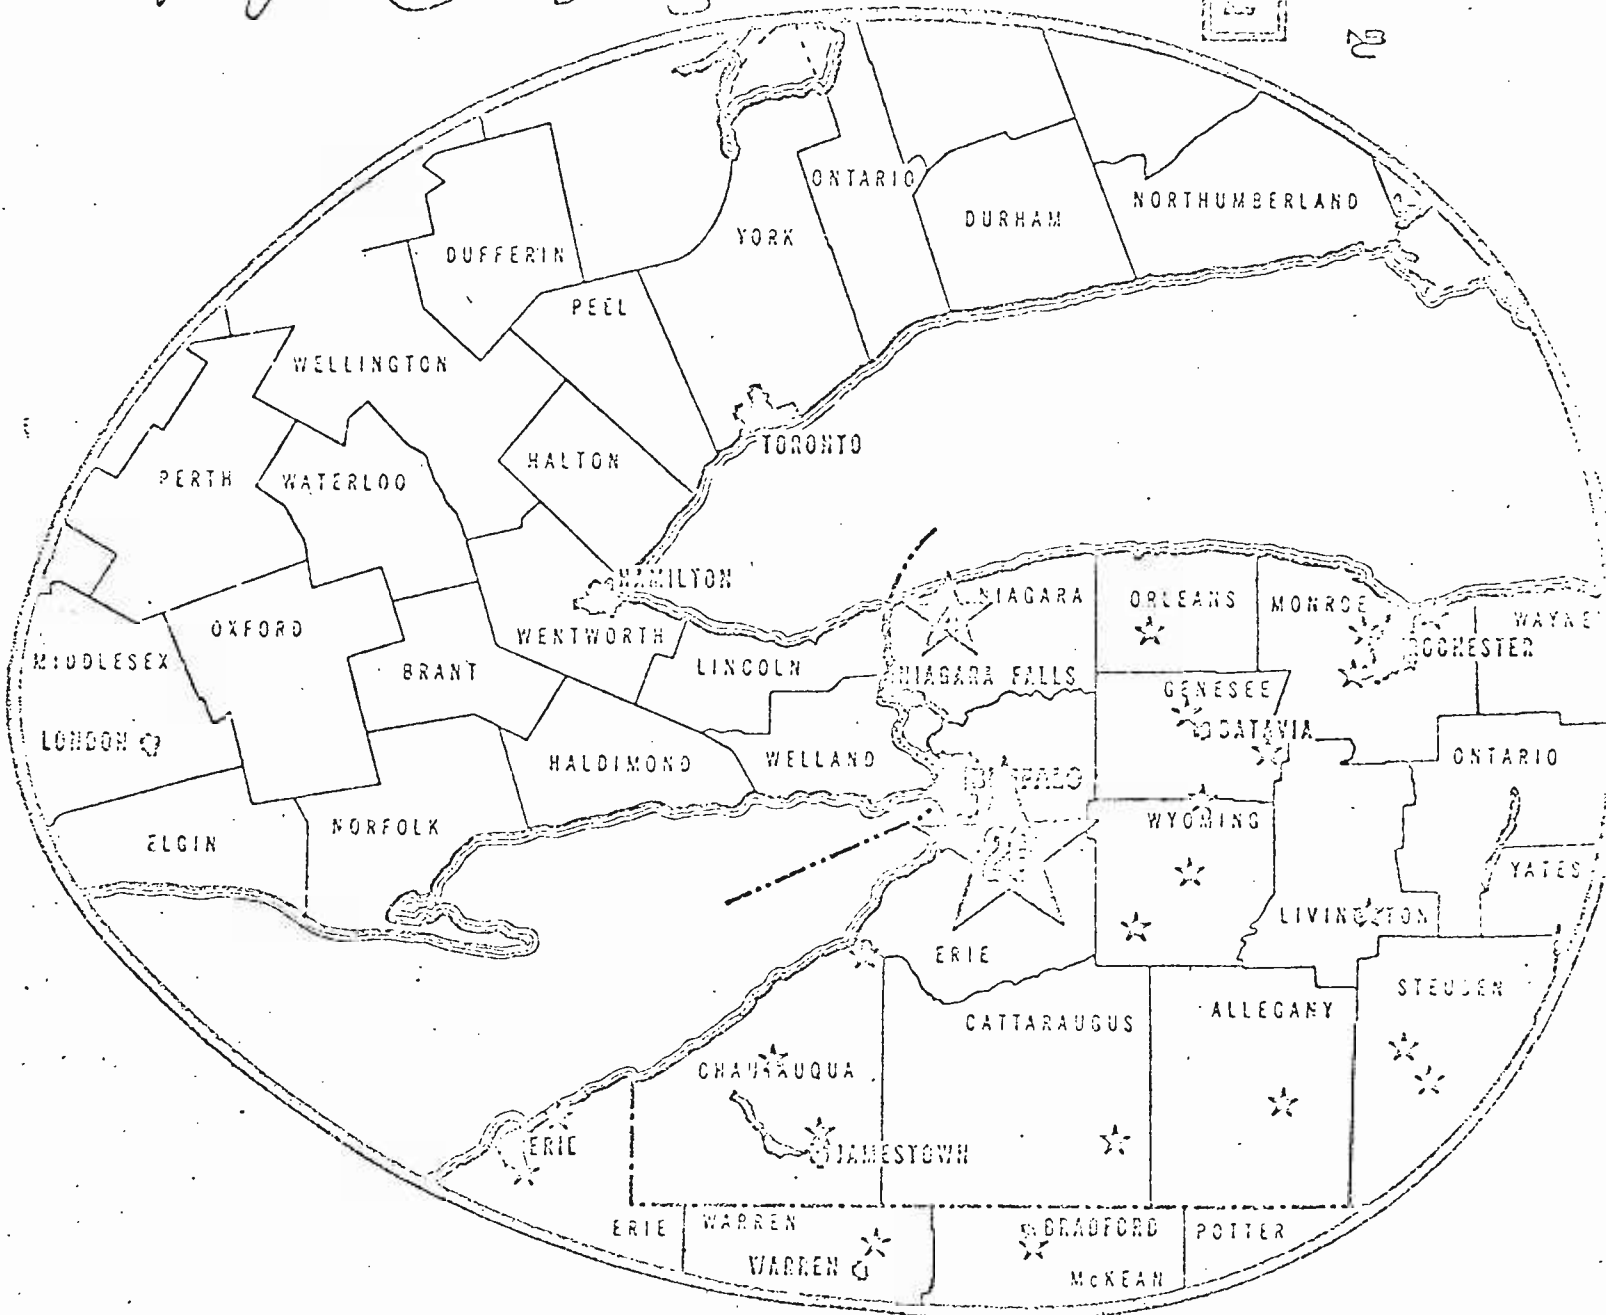 ONTARIO
NORTHUMBERLAND
DURHAM
YORK
DUFFERIN
PEEL
WELLINGTON
TORONTO
HALTON
PERTH
WATERLOO
HAMILTON
NIAGARA
ORLEANS
MONROE
WAYNE
OXFORD
WENTWORTH
ROCHESTER
MIDDLESEX
BRANT
LINCOLN
NIAGARA FALLS
GENESEE
LONDON
BATAVIA
HALDIMOND
WELLAND
ONTARIO
BUFFALO
NORFOLK
WYOMING
ELGIN
YATES
LIVINGSTON
ERIE
STEUBEN
CATTARAUGUS
ALLEGANY
CHAUTAUQUA
ERIE
JAMESTOWN
ERIE
WARREN
BRADFORD
POTTER
WARREN
McKEAN